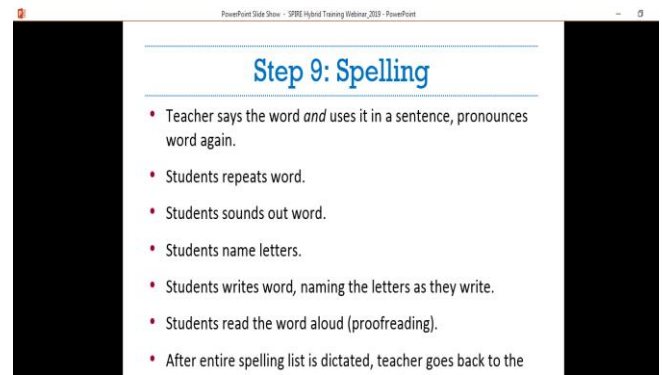 PowerPoint Slide Show - SPIRE Hybrid Training Webinar_2019 - PowerPoint
Step 9: Spelling
• Teacher says the word and uses it in a sentence, pronounces
word again.
• Students repeats word.
• Students sounds out word.
• Students name letters.
• Students writes word, naming the letters as they write.
• Students read the word aloud (proofreading).
• After entire spelling list is dictated, teacher goes back to the